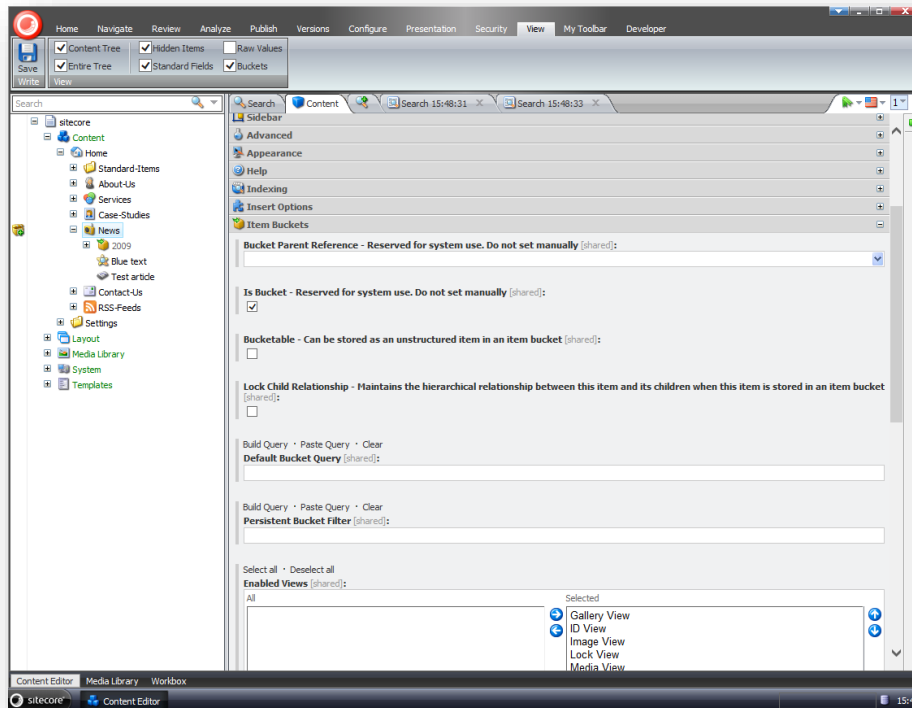 Home Navigate Review Analyze Publish Versions Configure Presentation Security View My Toolbar Developer
Save
Write
Content Tree Hidden Items Raw Values
Entire Tree Standard Fields Buckets
View
Search
sitecore
Content
Home
Standard-Items
About-Us
Services
Case-Studies
News
2009
Blue text
Test article
Contact-Us
RSS-Feeds
Settings
Layout
Media Library
System
Templates
Search Content Search 15:48:31 Search 15:48:33 1
Sidebar
Advanced
Appearance
Help
Indexing
Insert Options
Item Buckets
Bucket Parent Reference - Reserved for system use. Do not set manually [shared]:
Is Bucket - Reserved for system use. Do not set manually [shared]:
Bucketable - Can be stored as an unstructured item in an item bucket [shared]:
Lock Child Relationship - Maintains the hierarchical relationship between this item and its children when this item is stored in an item bucket
[shared]:
Build Query · Paste Query · Clear
Default Bucket Query [shared]:
Build Query · Paste Query · Clear
Persistent Bucket Filter [shared]:
Select all · Deselect all
Enabled Views [shared]:
All Selected
Gallery View
ID View
Image View
Lock View
Media View
Content Editor Media Library Workbox
sitecore Content Editor